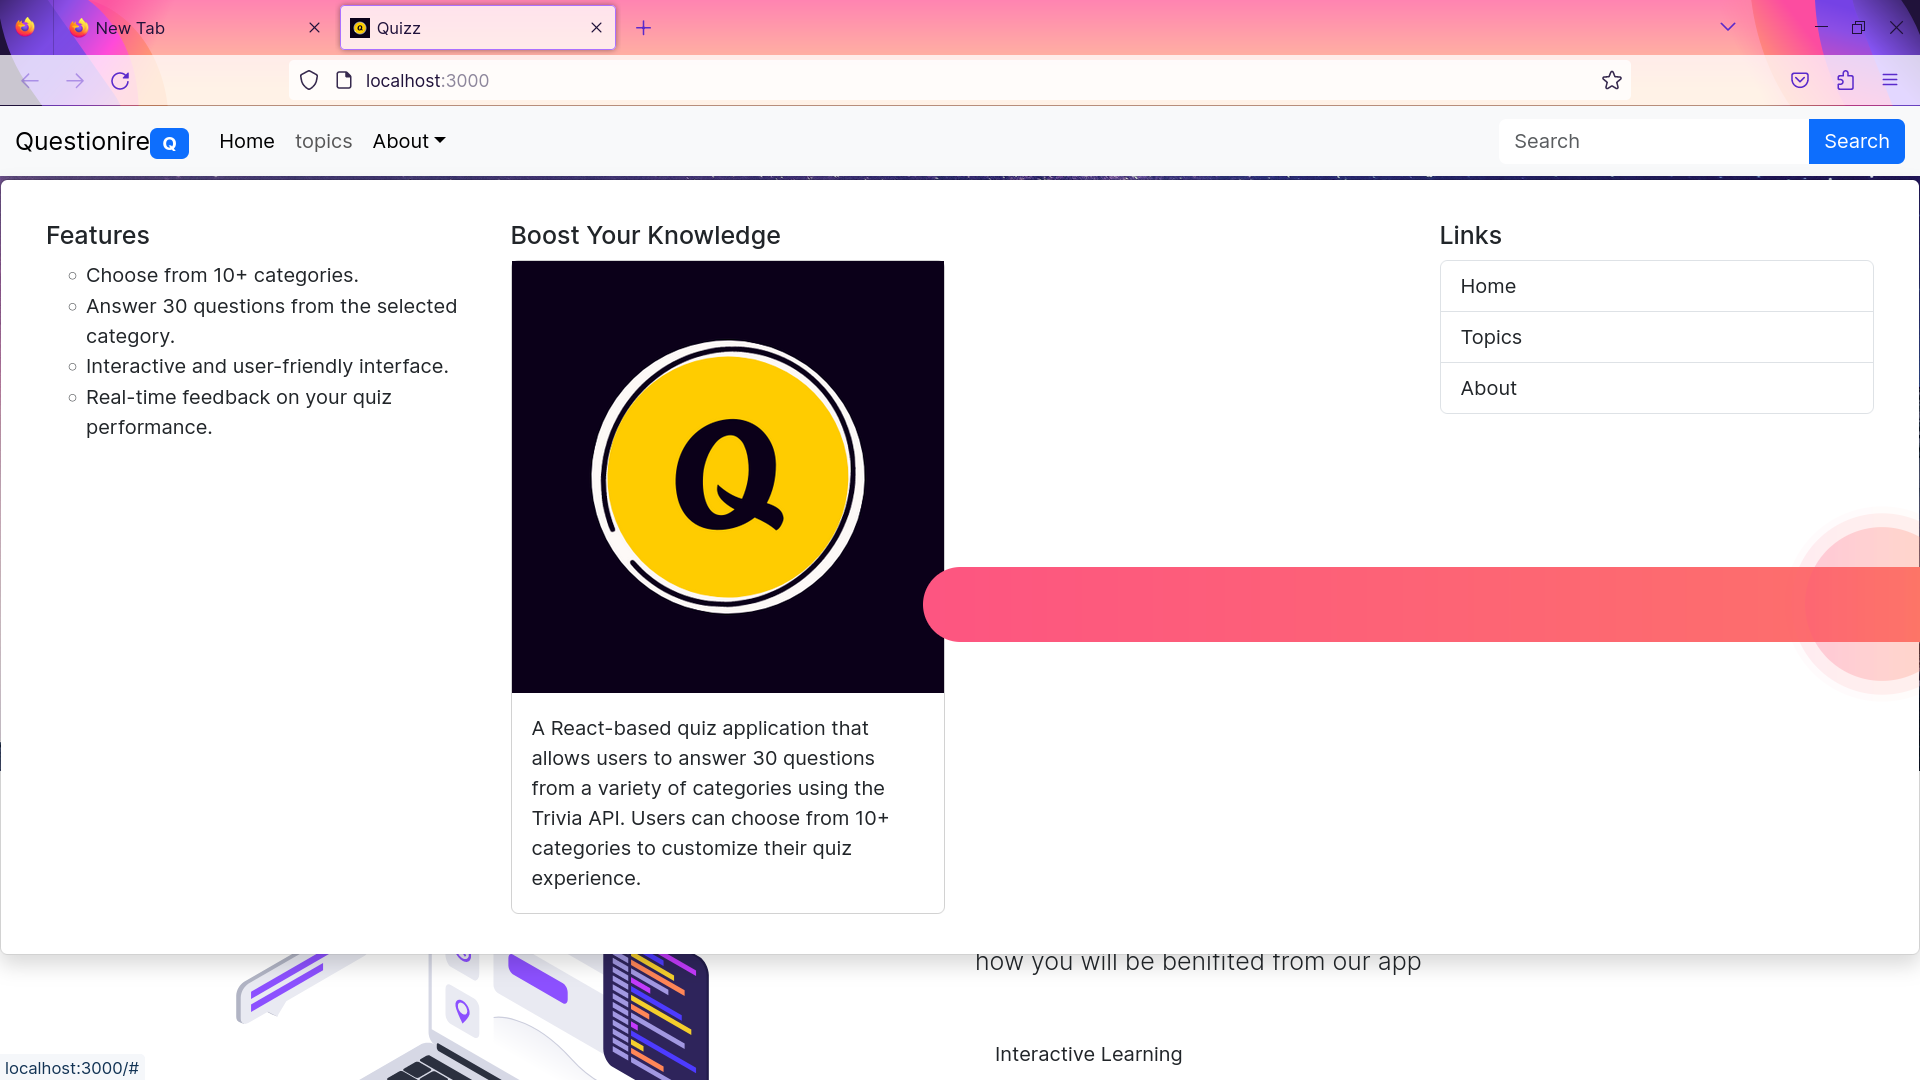 New Tab
Quizz
localhost:3000
Questionire Q Home topics About Search Search
Features
Choose from 10+ categories.
Answer 30 questions from the selected
category.
Interactive and user-friendly interface.
Real-time feedback on your quiz
performance.
Boost Your Knowledge
Q
A React-based quiz application that
allows users to answer 30 questions
from a variety of categories using the
Trivia API. Users can choose from 10+
categories to customize their quiz
experience.
Links
Home
Topics
About
how you will be benifited from our app
Interactive Learning
localhost:3000/#